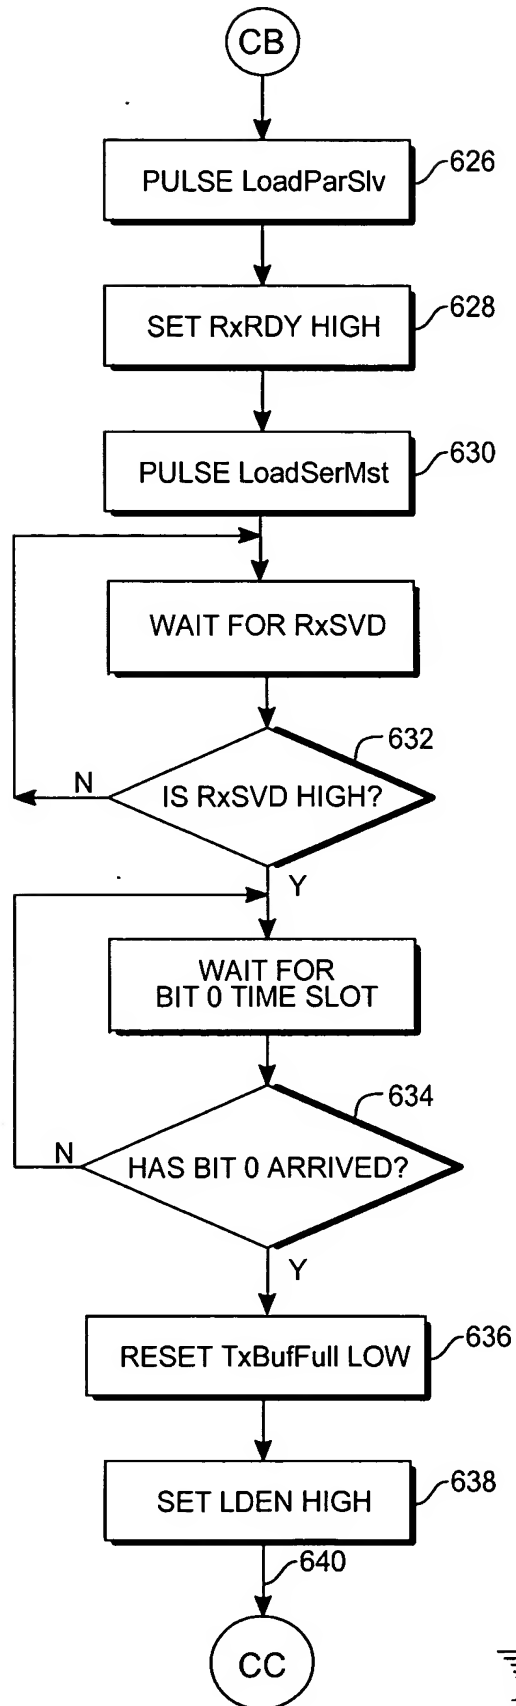 CB
PULSE LoadParSlv
626
SET RxRDY HIGH
628
PULSE LoadSerMst
630
WAIT FOR RxSVD
632
N
IS RxSVD HIGH?
Y
WAIT FOR
BIT 0 TIME SLOT
634
N
HAS BIT 0 ARRIVED?
Y
RESET TxBufFull LOW
636
SET LDEN HIGH
638
640
CC